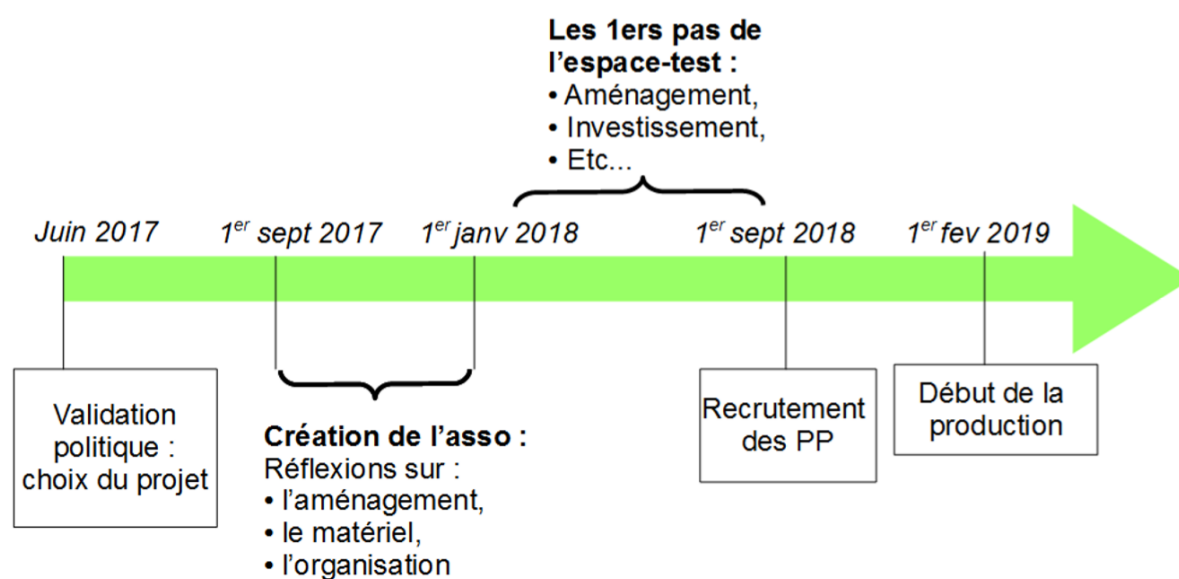 Les 1ers pas de
l'espace-test :
• Aménagement,
• Investissement,
• Etc...
Juin 2017
1er sept 2017
1er janv 2018
1er sept 2018
1er fev 2019
Validation
politique :
choix du projet
Création de l'asso :
Réflexions sur :
• l'aménagement,
• le matériel,
• l'organisation
Recrutement
des PP
Début de la
production